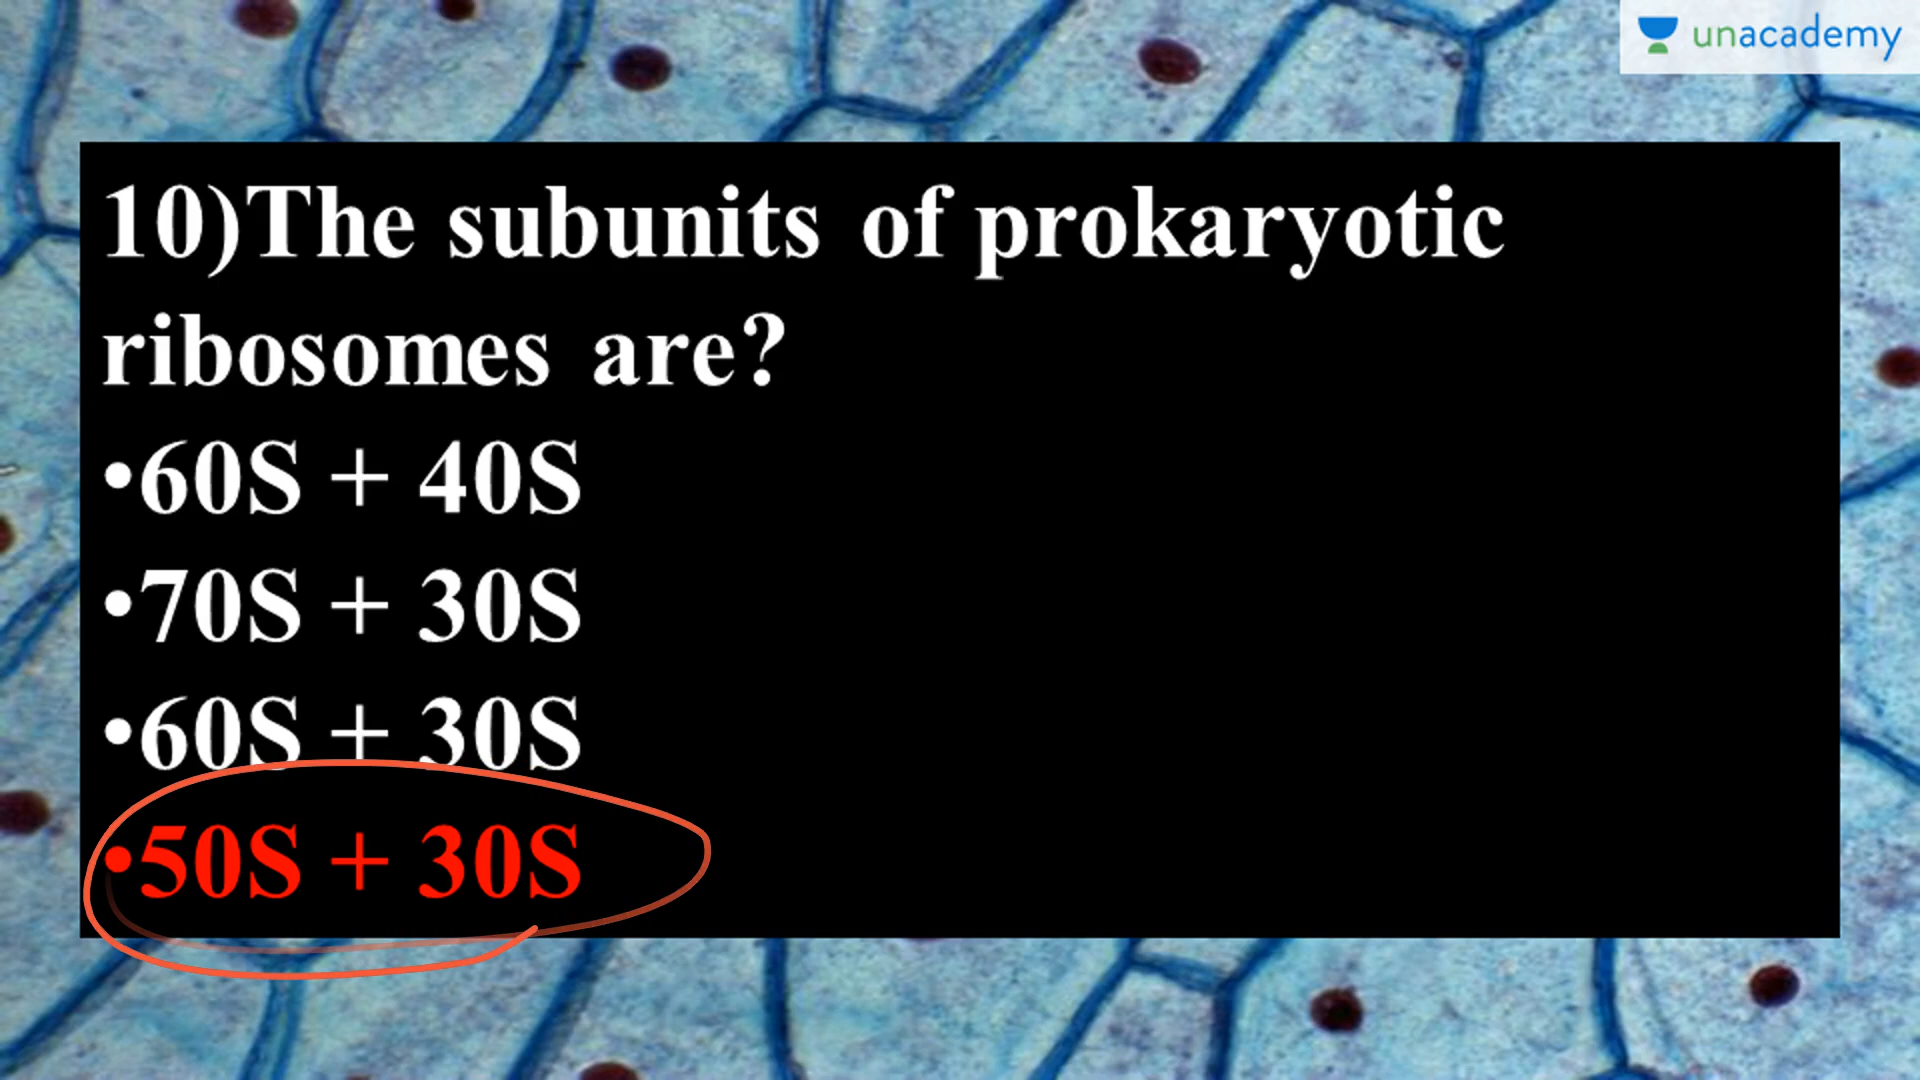 unacademy
10)The subunits of prokaryotic
ribosomes are?
•60S + 40S
•70S + 30S
•60S + 30S
•50S + 30S